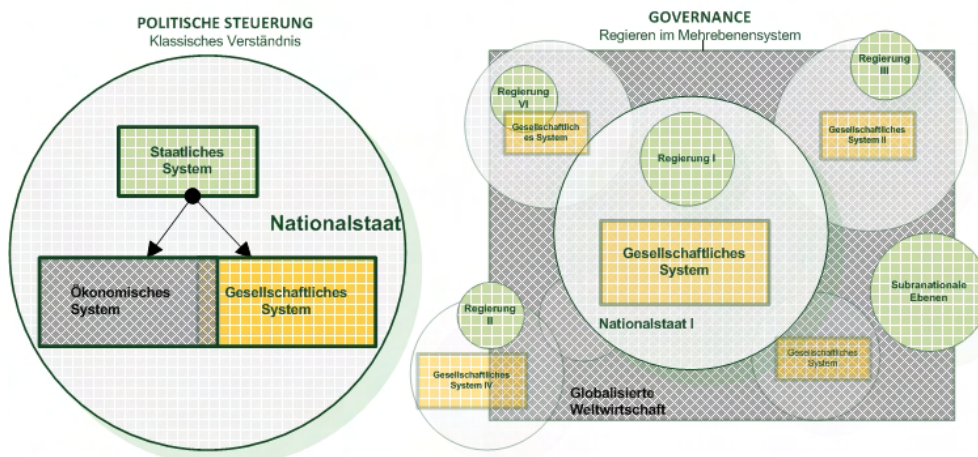 POLITISCHE STEUERUNG
Klassisches Verständnis
Staatliches
System
Nationalstaat
Ökonomisches
System
Gesellschaftliches
System
GOVERNANCE
Regieren im Mehrebenensystem
Regierung
VI
Gesellschaftlich
es System
Regierung
III
Gesellschaftliches
System II
Regierung I
Gesellschaftliches
System
Nationalstaat I
Subranationale
Ebenen
Regierung
II
Gesellschaftliches
System IV
Gesellschaftliches
System
Globalisierte
Weltwirtschaft